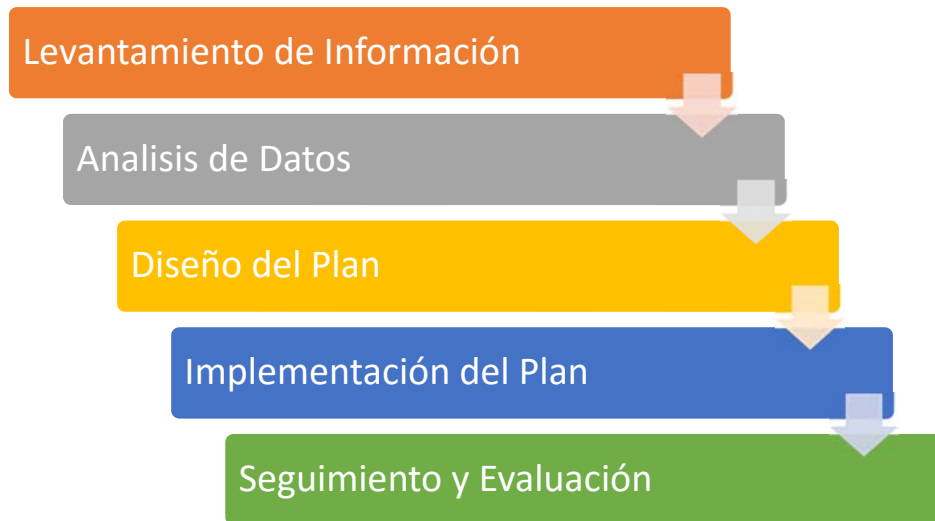 Levantamiento de Información
Analisis de Datos
Diseño del Plan
Implementación del Plan
Seguimiento y Evaluación